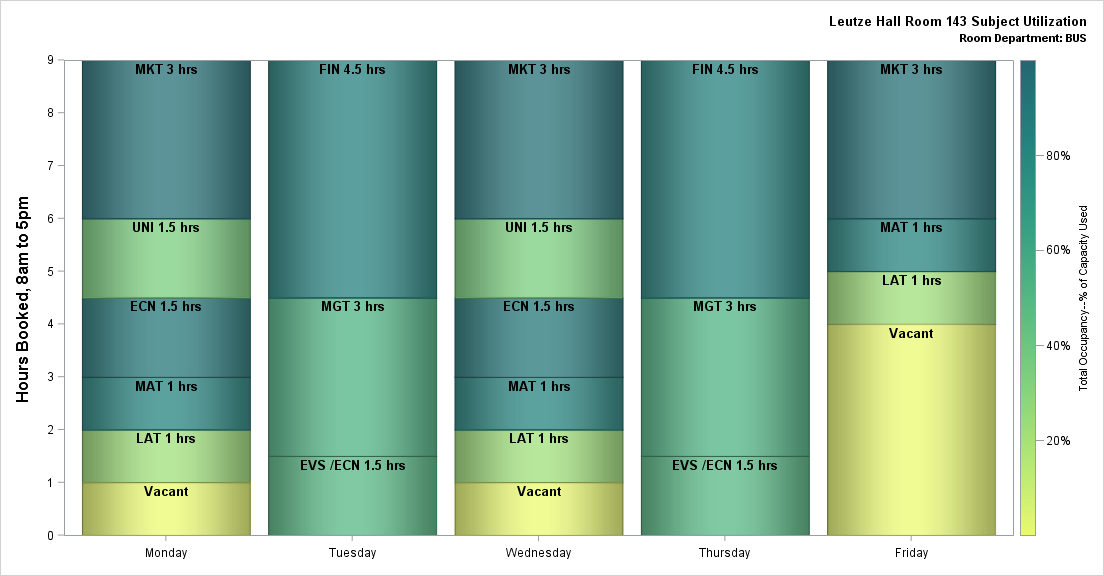 Leutze Hall Room 143 Subject Utilization
Room Department: BUS
Hours Booked, 8am to 5pm
9
8
7
6
5
4
3
2
1
0
MKT 3 hrs
UNI 1.5 hrs
ECN 1.5 hrs
MAT 1 hrs
LAT 1 hrs
Vacant
Monday
FIN 4.5 hrs
MGT 3 hrs
EVS /ECN 1.5 hrs
Tuesday
MKT 3 hrs
UNI 1.5 hrs
ECN 1.5 hrs
MAT 1 hrs
LAT 1 hrs
Vacant
Wednesday
FIN 4.5 hrs
MGT 3 hrs
EVS /ECN 1.5 hrs
Thursday
MKT 3 hrs
MAT 1 hrs
LAT 1 hrs
Vacant
Friday
80%
60%
40%
20%
Total Occupancy--% of Capacity Used